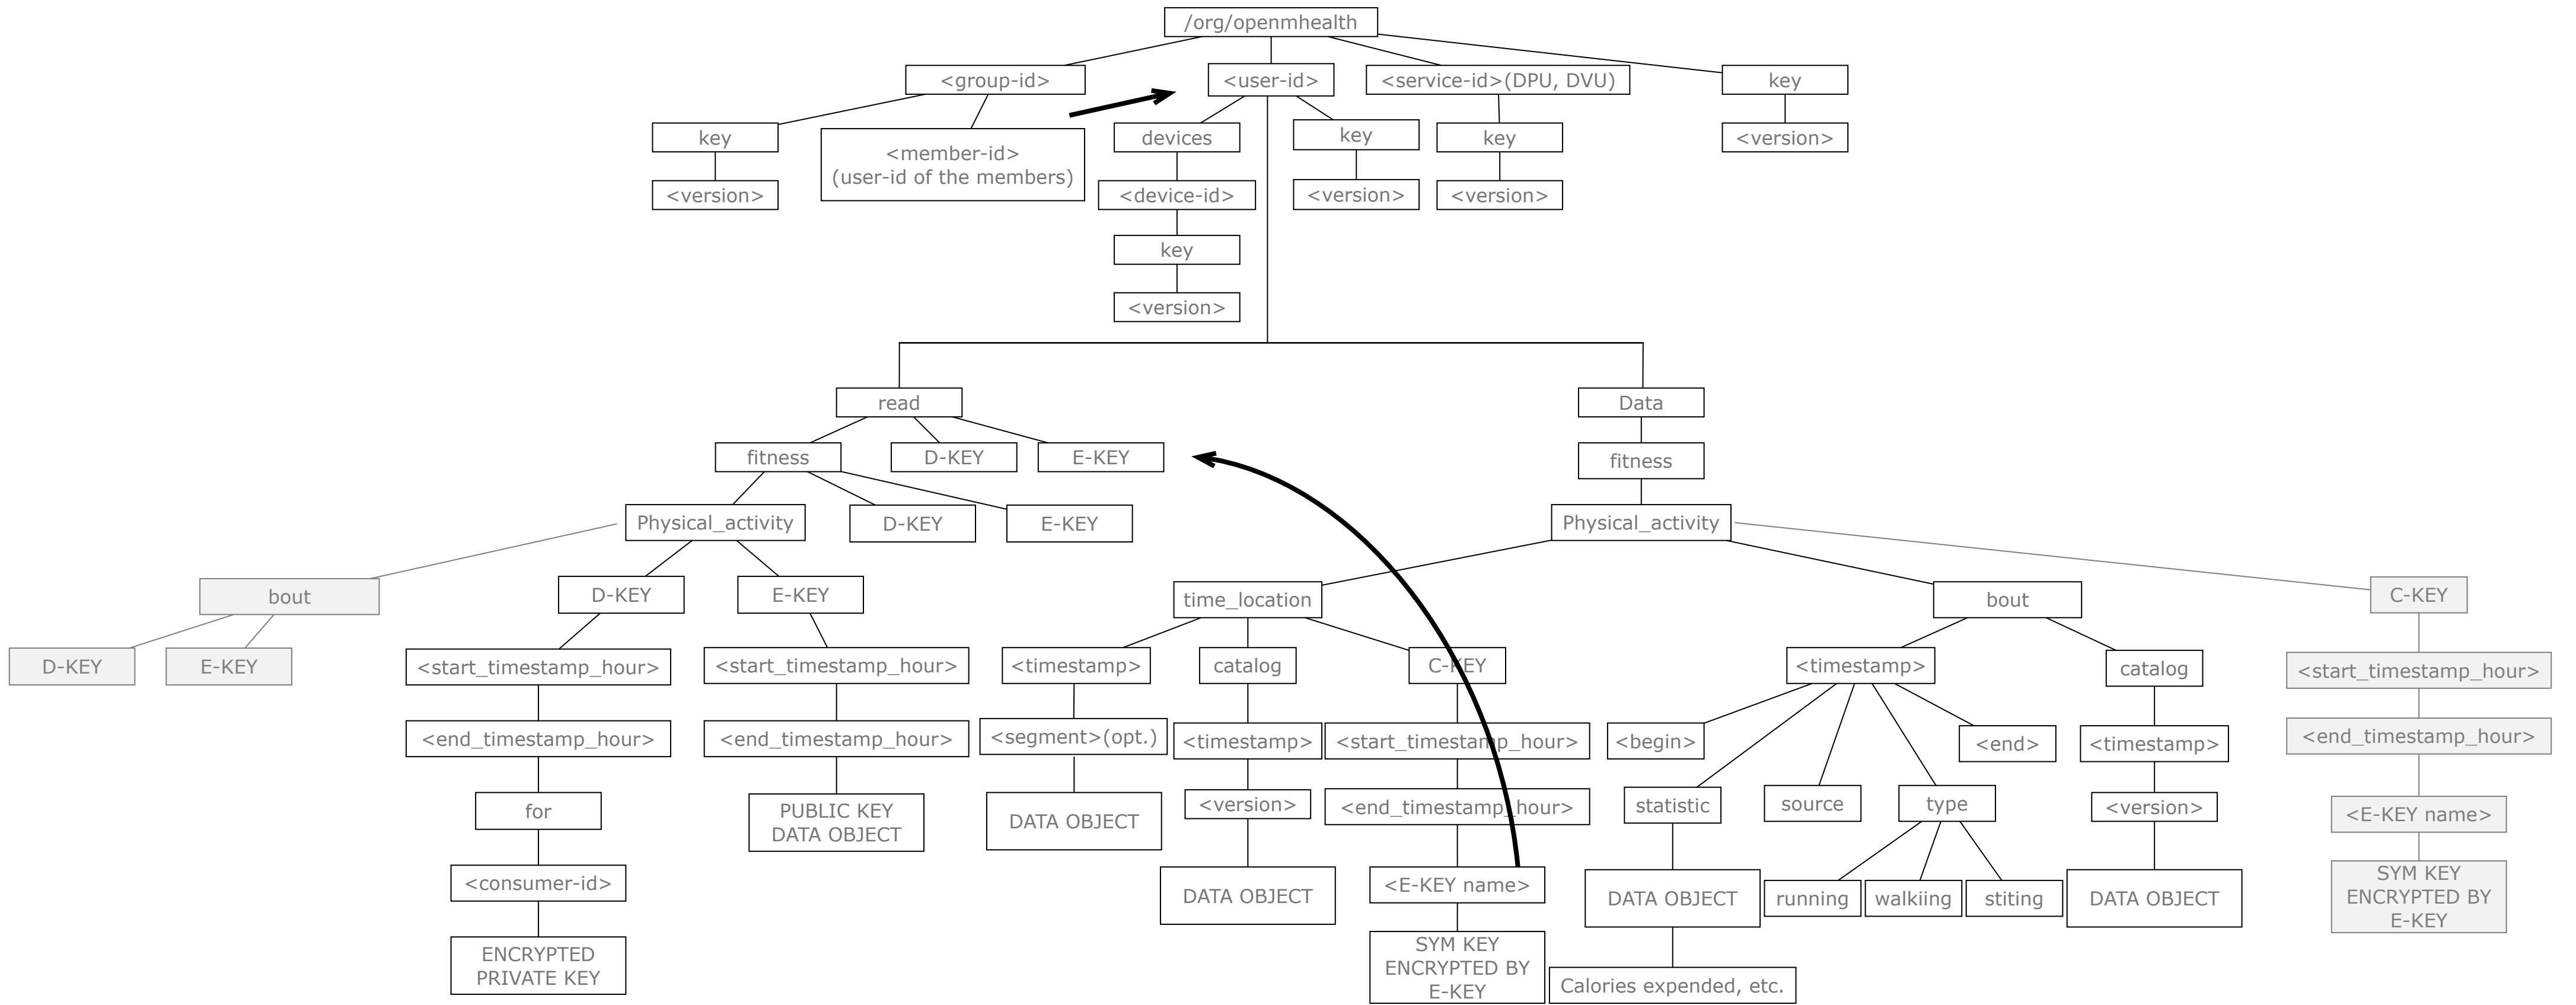 /org/openmhealth
<group-id>
<user-id>
<service-id>(DPU, DVU)
key
key
<member-id>
(user-id of the members)
devices
key
key
<version>
<version>
<device-id>
<version>
<version>
key
<version>
read
Data
fitness
D-KEY
E-KEY
fitness
Physical_activity
D-KEY
E-KEY
Physical_activity
bout
D-KEY
E-KEY
time_location
bout
C-KEY
D-KEY
E-KEY
<start_timestamp_hour>
<start_timestamp_hour>
<timestamp>
catalog
C-KEY
<timestamp>
catalog
<start_timestamp_hour>
<end_timestamp_hour>
<end_timestamp_hour>
<segment>(opt.)
<timestamp>
<start_timestamp_hour>
<begin>
<end>
<timestamp>
<end_timestamp_hour>
for
PUBLIC KEY
DATA OBJECT
DATA OBJECT
<version>
<end_timestamp_hour>
statistic
source
type
<version>
<E-KEY name>
<consumer-id>
DATA OBJECT
<E-KEY name>
DATA OBJECT
running
walkiing
stiting
DATA OBJECT
SYM KEY
ENCRYPTED BY
E-KEY
ENCRYPTED
PRIVATE KEY
SYM KEY
ENCRYPTED BY
E-KEY
Calories expended, etc.